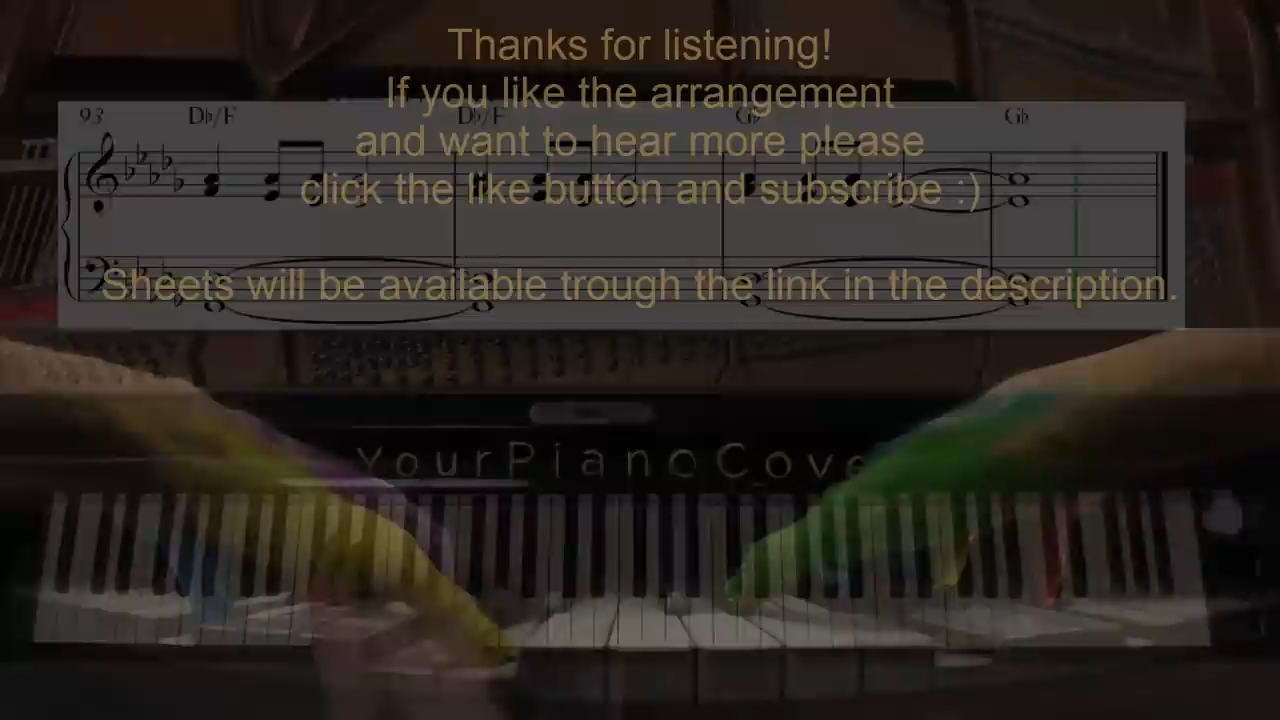 Thanks for listening!
If you like the arrangement
and want to hear more please
click the like button and subscribe :)
Sheets will be available trough the link in the description.
93 D♭/F D♭/F G♭ G♭
YourPianoCove